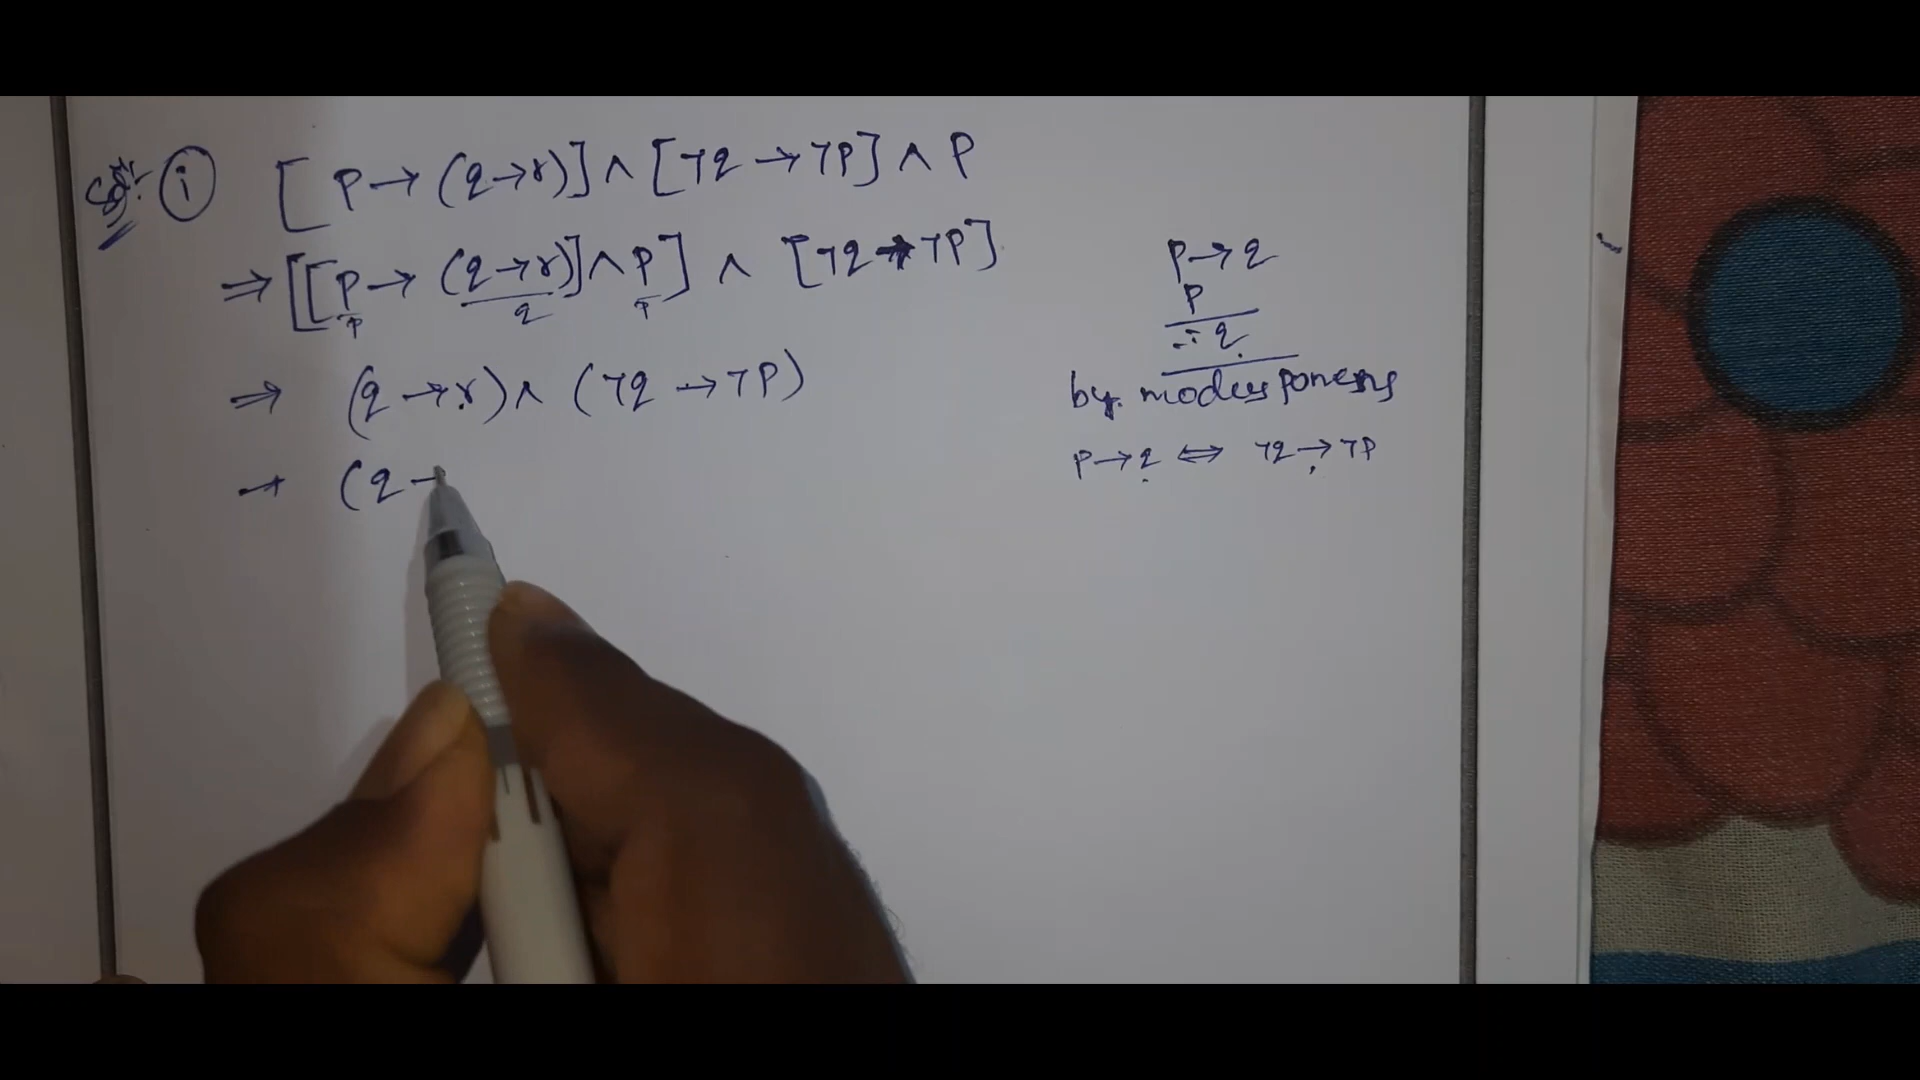 Sol: (i) [p → (q→r)] ∧ [¬q → ¬p] ∧ p
⇒ [[p → (q→r)] ∧ p] ∧ [¬q → ¬p]
p q p
⇒ (q → r) ∧ (¬q → ¬p)
→ (q →
p → q
p
∴ q
by modus ponens
p → q ⇔ ¬q → ¬p